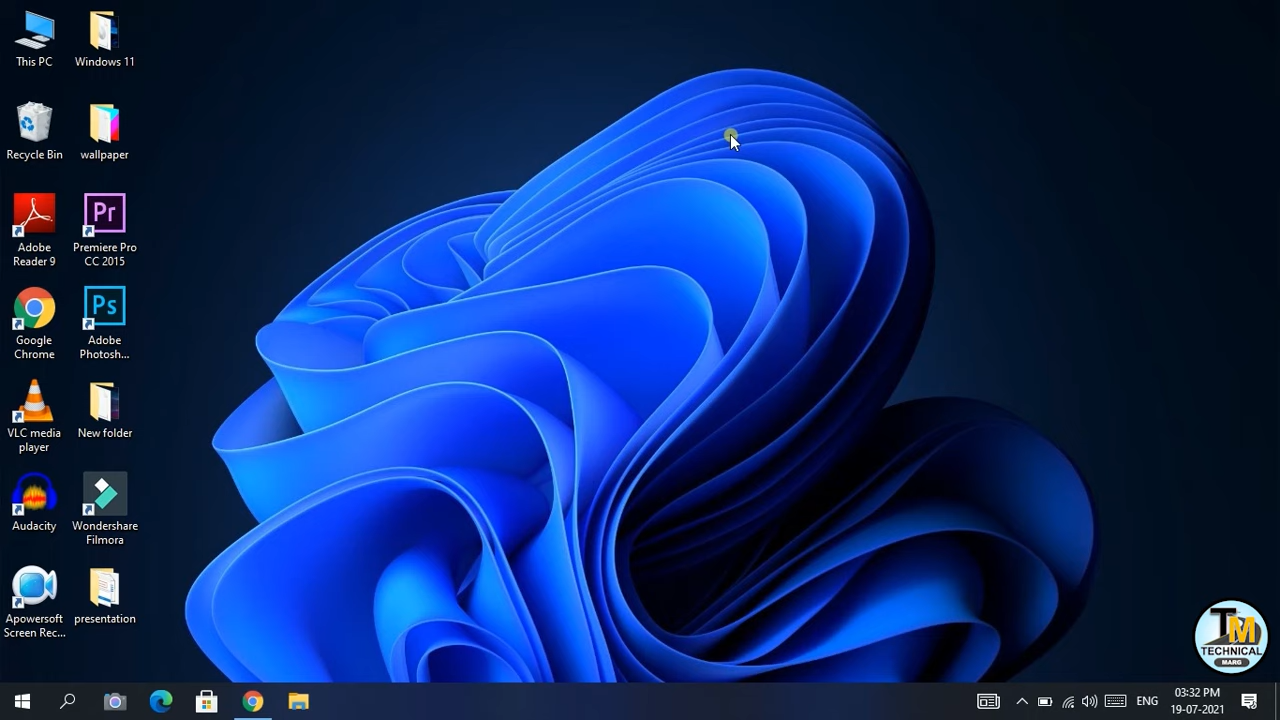 This PC
Windows 11
Recycle Bin
wallpaper
Adobe
Reader 9
Pr
Premiere Pro
CC 2015
Google
Chrome
Ps
Adobe
Photosh...
VLC media
player
New folder
Audacity
Wondershare
Filmora
Apowersoft
Screen Rec...
presentation
TM
TECHNICAL
MARG
ENG
03:32 PM
19-07-2021